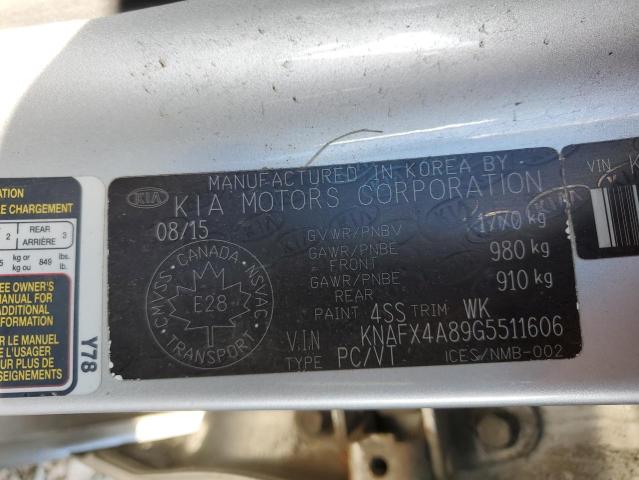 MANUFACTURED IN KOREA BY
KIA KIA MOTORS CORPORATION
08/15
GVWR/PNBV 1770 kg
GAWR/PNBE FRONT 980 kg
GAWR/PNBE REAR 910 kg
PAINT 4SS TRIM WK
V.I.N KNAFX4A89G5511606
TYPE PC/VT ICES/NMB-002
CANADA
CMVSS NSVAC
E28
TRANSPORT
VIN K
ATION
E CHARGEMENT
2 REAR ARRIÈRE 3
kg or kg ou 849 lbs. lb.
EE OWNER'S
MANUAL FOR
ADDITIONAL
FORMATION
R LE MANUEL
L'USAGER
PLUS DE
SEIGNEMENTS
Y78